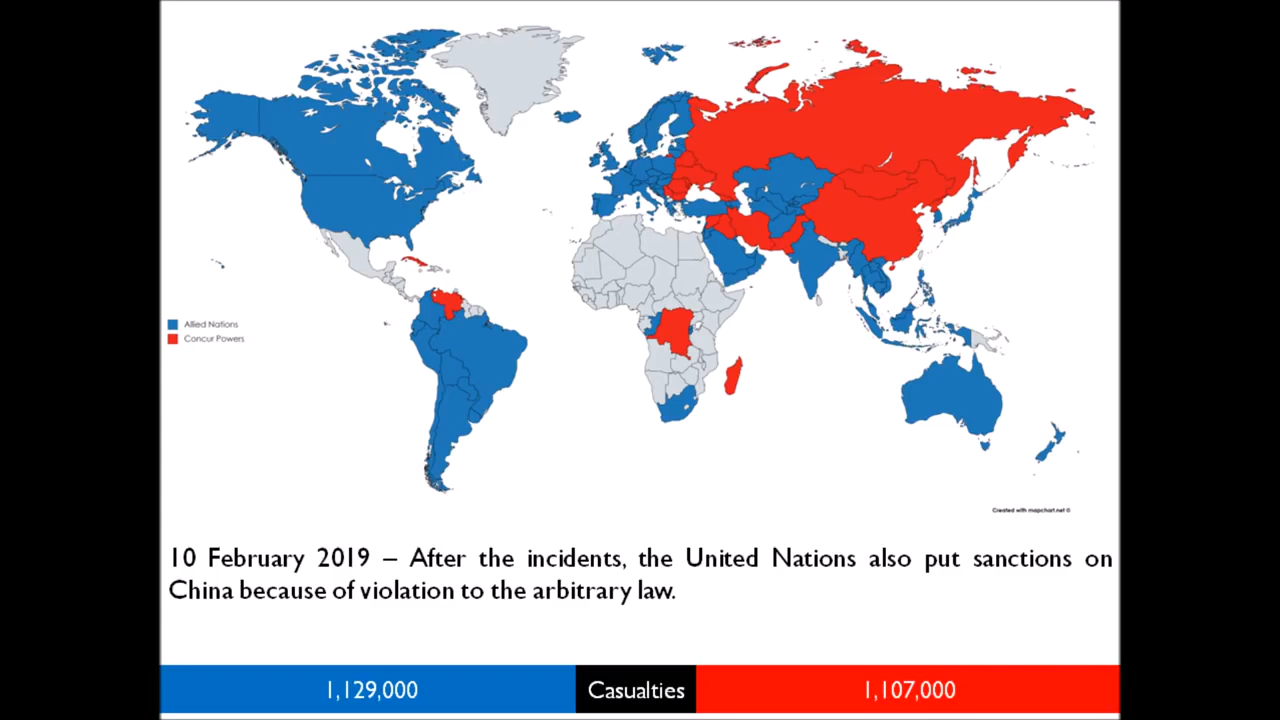 Allied Nations
Concur Powers
Created with mapchart.net ©
10 February 2019 – After the incidents, the United Nations also put sanctions on
China because of violation to the arbitrary law.
1,129,000 Casualties 1,107,000